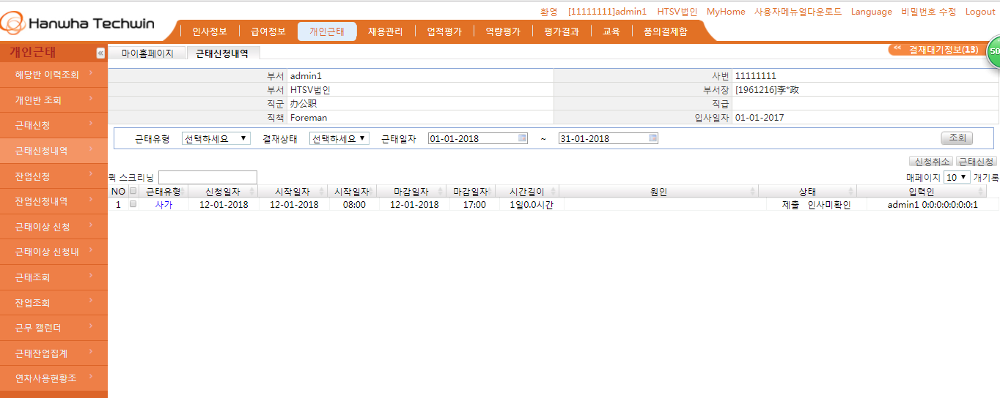 환영 [11111111]admin1 HTSV법인 MyHome 사용자메뉴얼다운로드 Language 비밀번호 수정 Logout
Hanwha Techwin
인사정보 급여정보 개인근태 채용관리 업적평가 역량평가 평가결과 교육 품의결제함
개인근태 «
마이홈페이지 근태신청내역 결재대기정보(13) 50
해당반 이력조회
개인반 조회
근태신청
근태신청내역
잔업신청
잔업신청내역
근태이상 신청
근태이상 신청내
근태조회
잔업조회
근무 캘런더
근태잔업집계
연차사용현황조
부서 admin1 사번 11111111
부서 HTSV법인 부서장 [1961216]李*政
직군 办公职 직급
직책 Foreman 입사일자 01-01-2017
근태유형 선택하세요 결재상태 선택하세요 근태일자 01-01-2018 ~ 31-01-2018 조회
신청취소 근태신청
퀵 스크리닝 매페이지 10 개기록
NO 근태유형 신청일자 시작일자 시작일자 마감일자 마감일자 시간길이 원인 상태 입력인
1 사가 12-01-2018 12-01-2018 08:00 12-01-2018 17:00 1일0.0시간 제출 인사미확인 admin1 0:0:0:0:0:0:0:1